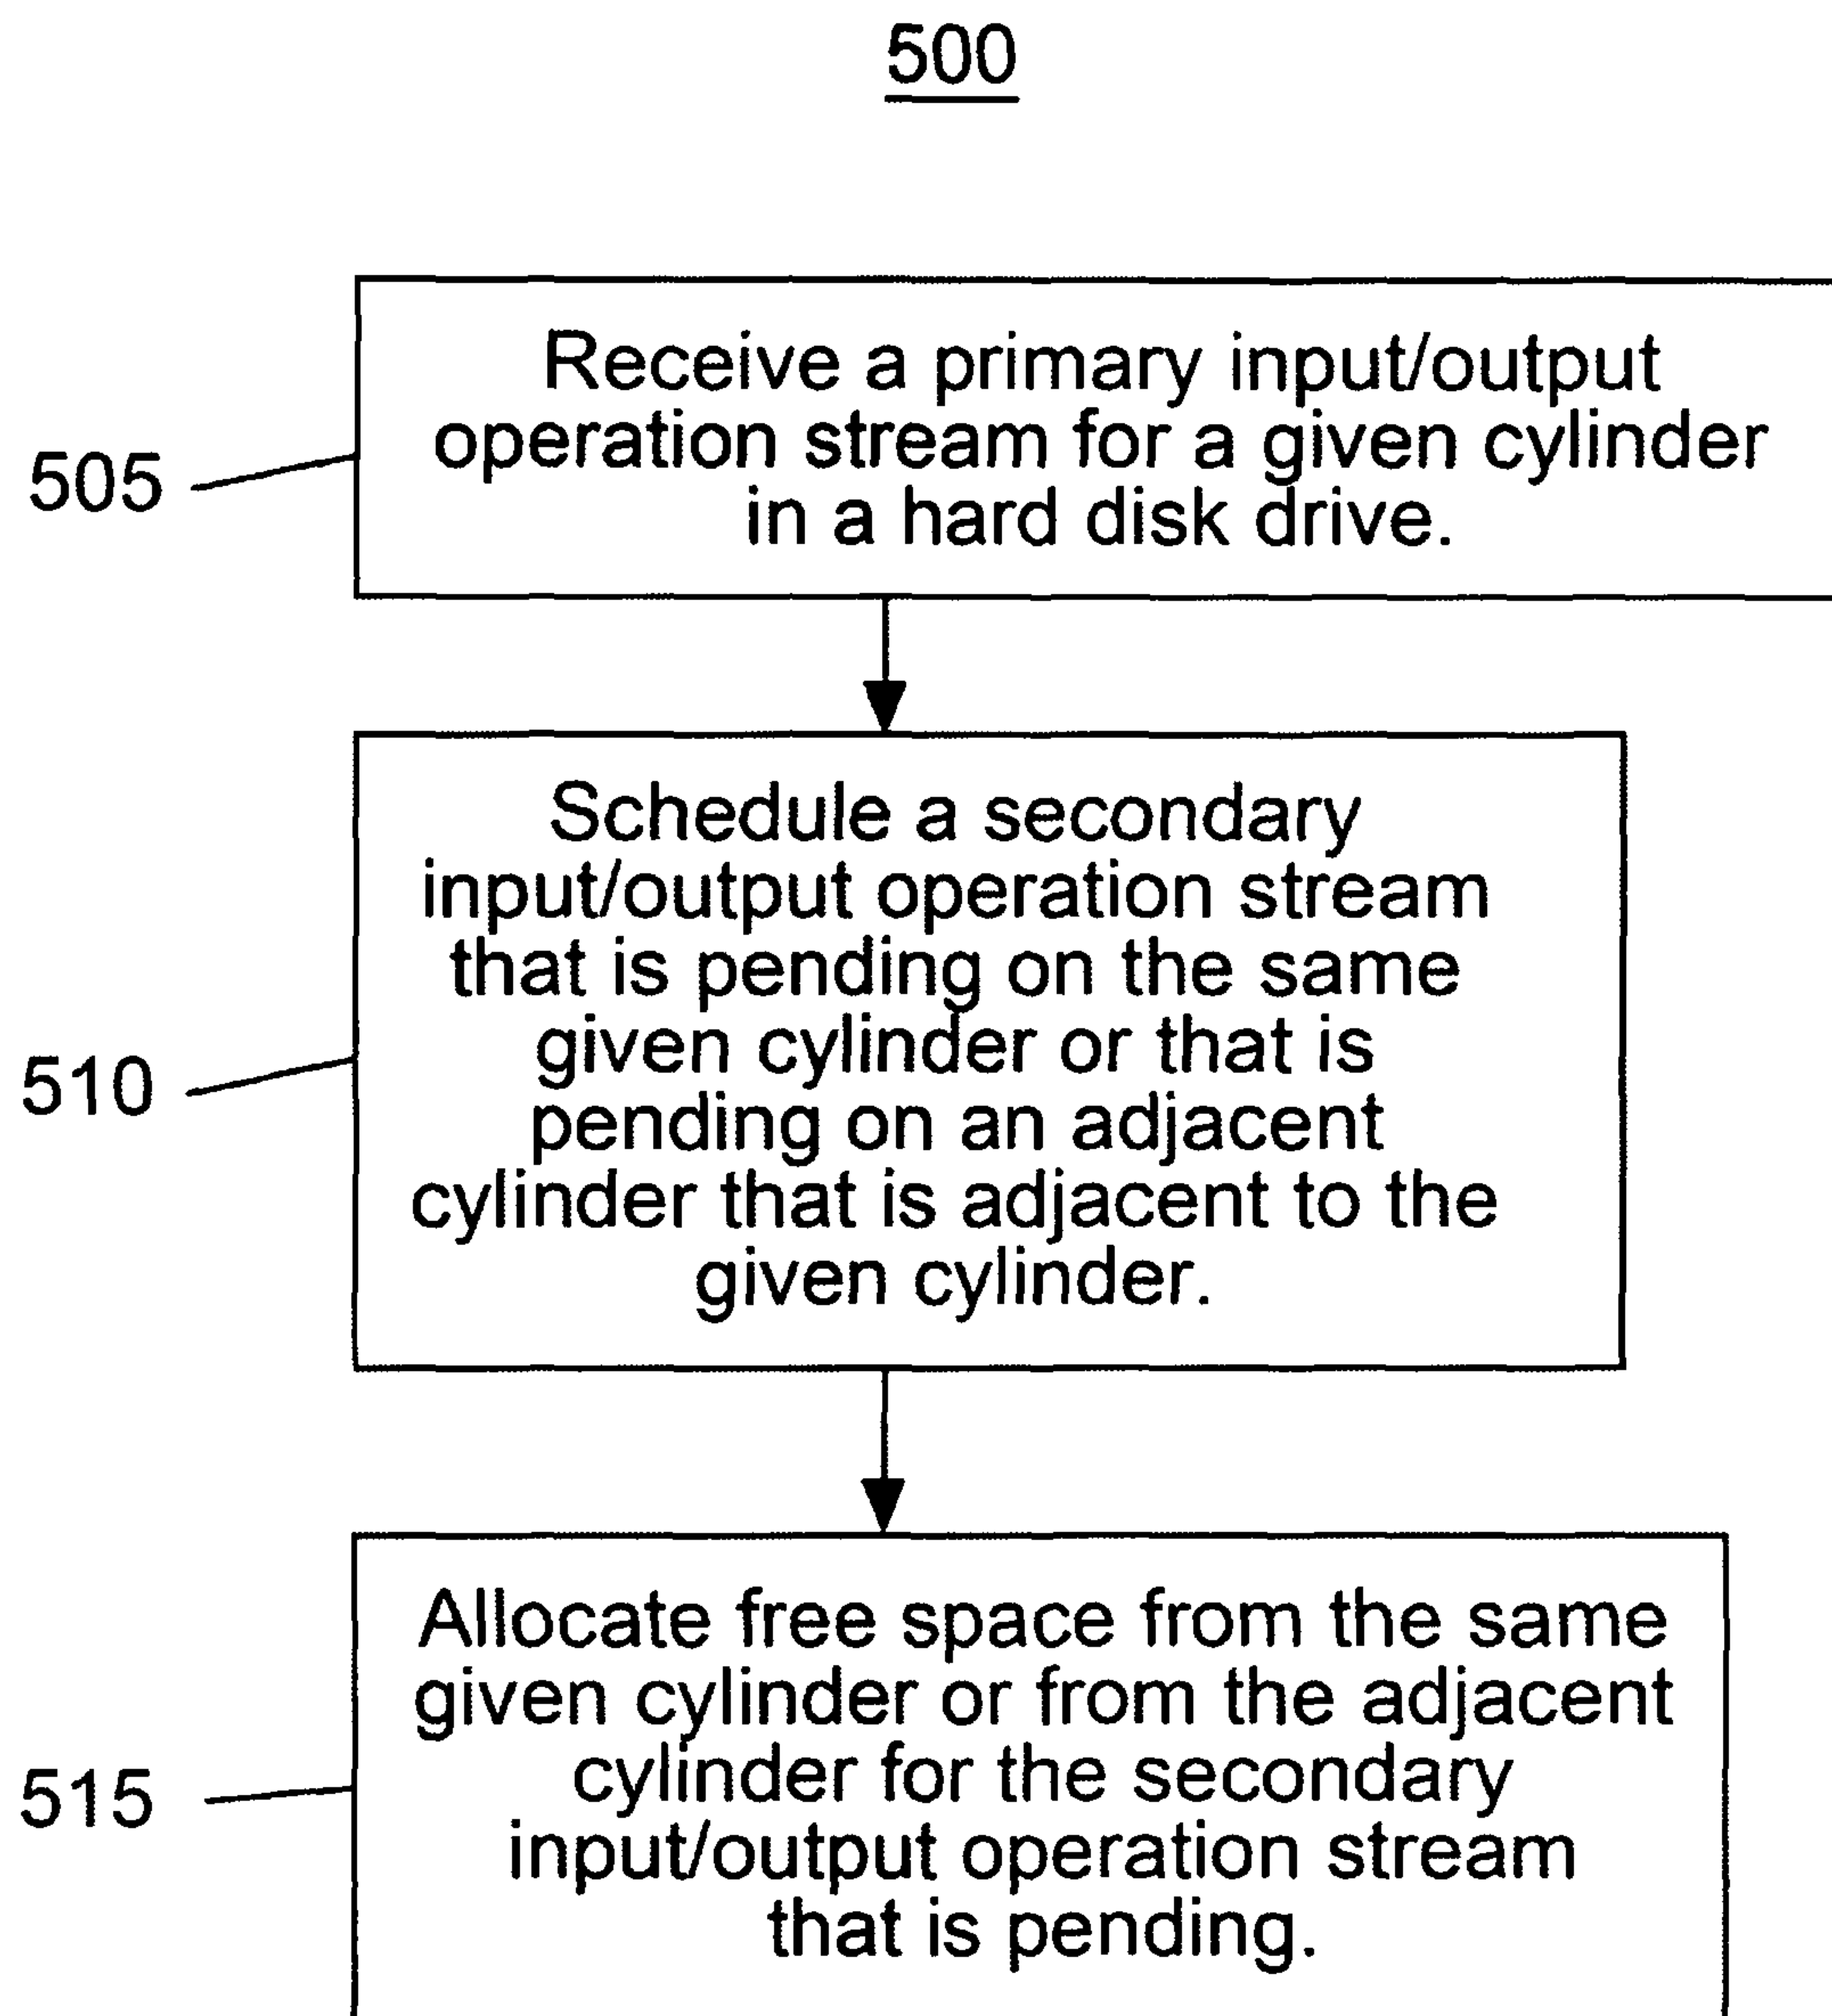 500
Receive a primary input/output
operation stream for a given cylinder
in a hard disk drive.
505
Schedule a secondary
input/output operation stream
that is pending on the same
given cylinder or that is
pending on an adjacent
cylinder that is adjacent to the
given cylinder.
510
Allocate free space from the same
given cylinder or from the adjacent
cylinder for the secondary
input/output operation stream
that is pending.
515